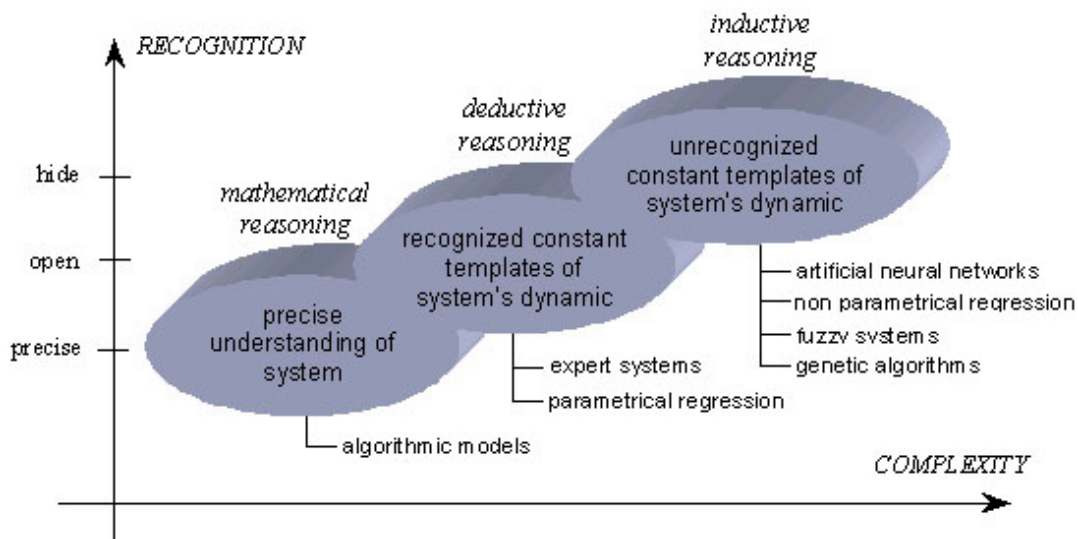 RECOGNITION
inductive
reasoning
deductive
reasoning
mathematical
reasoning
hide
open
precise
unrecognized
constant templates of
system's dynamic
recognized constant
templates of
system's dynamic
precise
understanding of
system
artificial neural networks
non parametrical regression
fuzzy systems
genetic algorithms
expert systems
parametrical regression
algorithmic models
COMPLEXITY